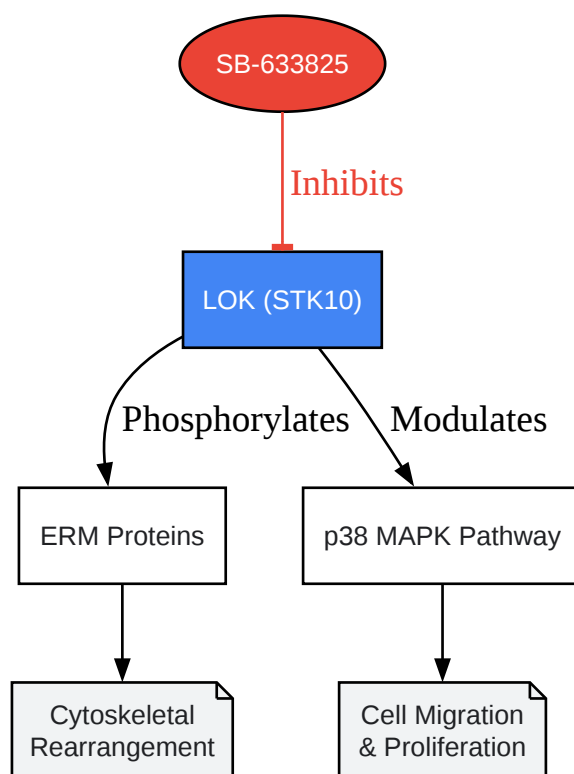 SB-633825
Inhibits
LOK (STK10)
Phosphorylates
Modulates
ERM Proteins
p38 MAPK Pathway
Cytoskeletal
Rearrangement
Cell Migration
& Proliferation